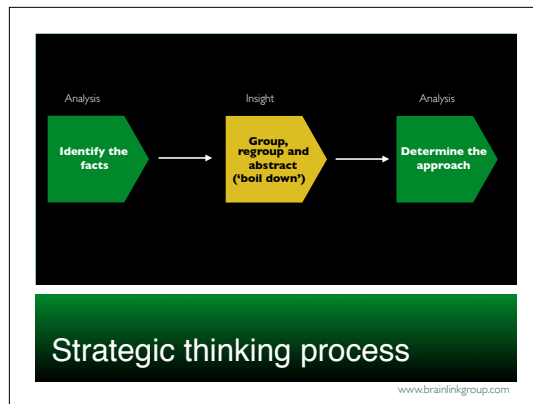 Analysis
Insight
Analysis
Identify the
facts
Group,
regroup and
abstract
(‘boil down’)
Determine the
approach
Strategic thinking process
www.brainlinkgroup.com